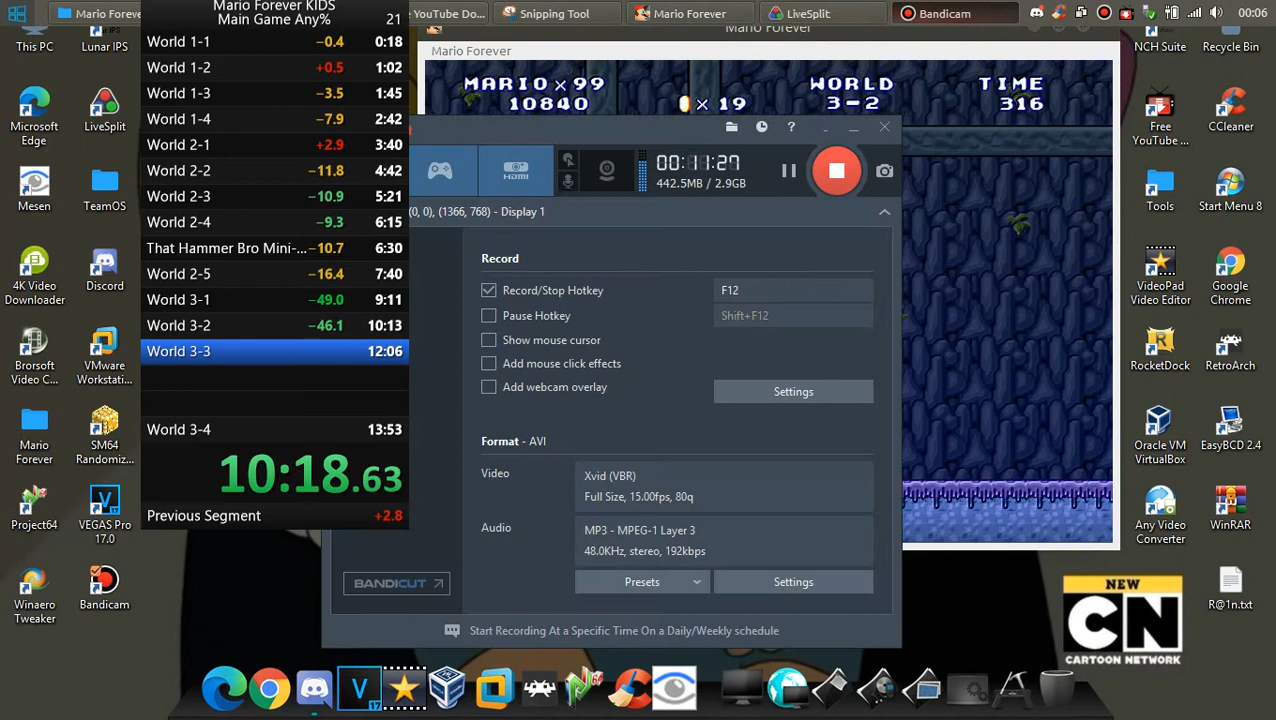 Mario Fore
YouTube Do...
Snipping Tool
Mario Forever
LiveSplit
Bandicam
00:06
This PC
Lunar IPS
Microsoft
Edge
LiveSplit
Mesen
TeamOS
4K Video
Downloader
Discord
Brorsoft
Video C...
VMware
Workstati...
Mario
Forever
SM64
Randomiz...
Project64
VEGAS Pro
17.0
Winaero
Tweaker
Bandicam
Mario Forever KIDS
Main Game Any% 21
World 1-1 −0.4 0:18
World 1-2 +0.5 1:02
World 1-3 −3.5 1:45
World 1-4 −7.9 2:42
World 2-1 +2.9 3:40
World 2-2 −11.8 4:42
World 2-3 −10.9 5:21
World 2-4 −9.3 6:15
That Hammer Bro Mini-... −10.7 6:30
World 2-5 −16.4 7:40
World 3-1 −49.0 9:11
World 3-2 −46.1 10:13
World 3-3 12:06
World 3-4 13:53
10:18.63
Previous Segment +2.8
Mario Forever
Mario Forever
MARIO×99 WORLD TIME
10840 × 19 3-2 316
?
HDMI
00:11:27
442.5MB / 2.9GB
(0, 0), (1366, 768) - Display 1
Record
Record/Stop Hotkey F12
Pause Hotkey Shift+F12
Show mouse cursor
Add mouse click effects
Add webcam overlay
Settings
Format - AVI
Video Xvid (VBR)
Full Size, 15.00fps, 80q
Audio MP3 - MPEG-1 Layer 3
48.0KHz, stereo, 192kbps
BANDICUT
Presets Settings
Start Recording At a Specific Time On a Daily/Weekly schedule
NCH Suite
Recycle Bin
Free
YouTube ...
CCleaner
Tools
Start Menu 8
VideoPad
Video Editor
Google
Chrome
RocketDock
RetroArch
Oracle VM
VirtualBox
EasyBCD 2.4
Any Video
Converter
WinRAR
R@1n.txt
NEW
CN
CARTOON NETWORK
V
17
64